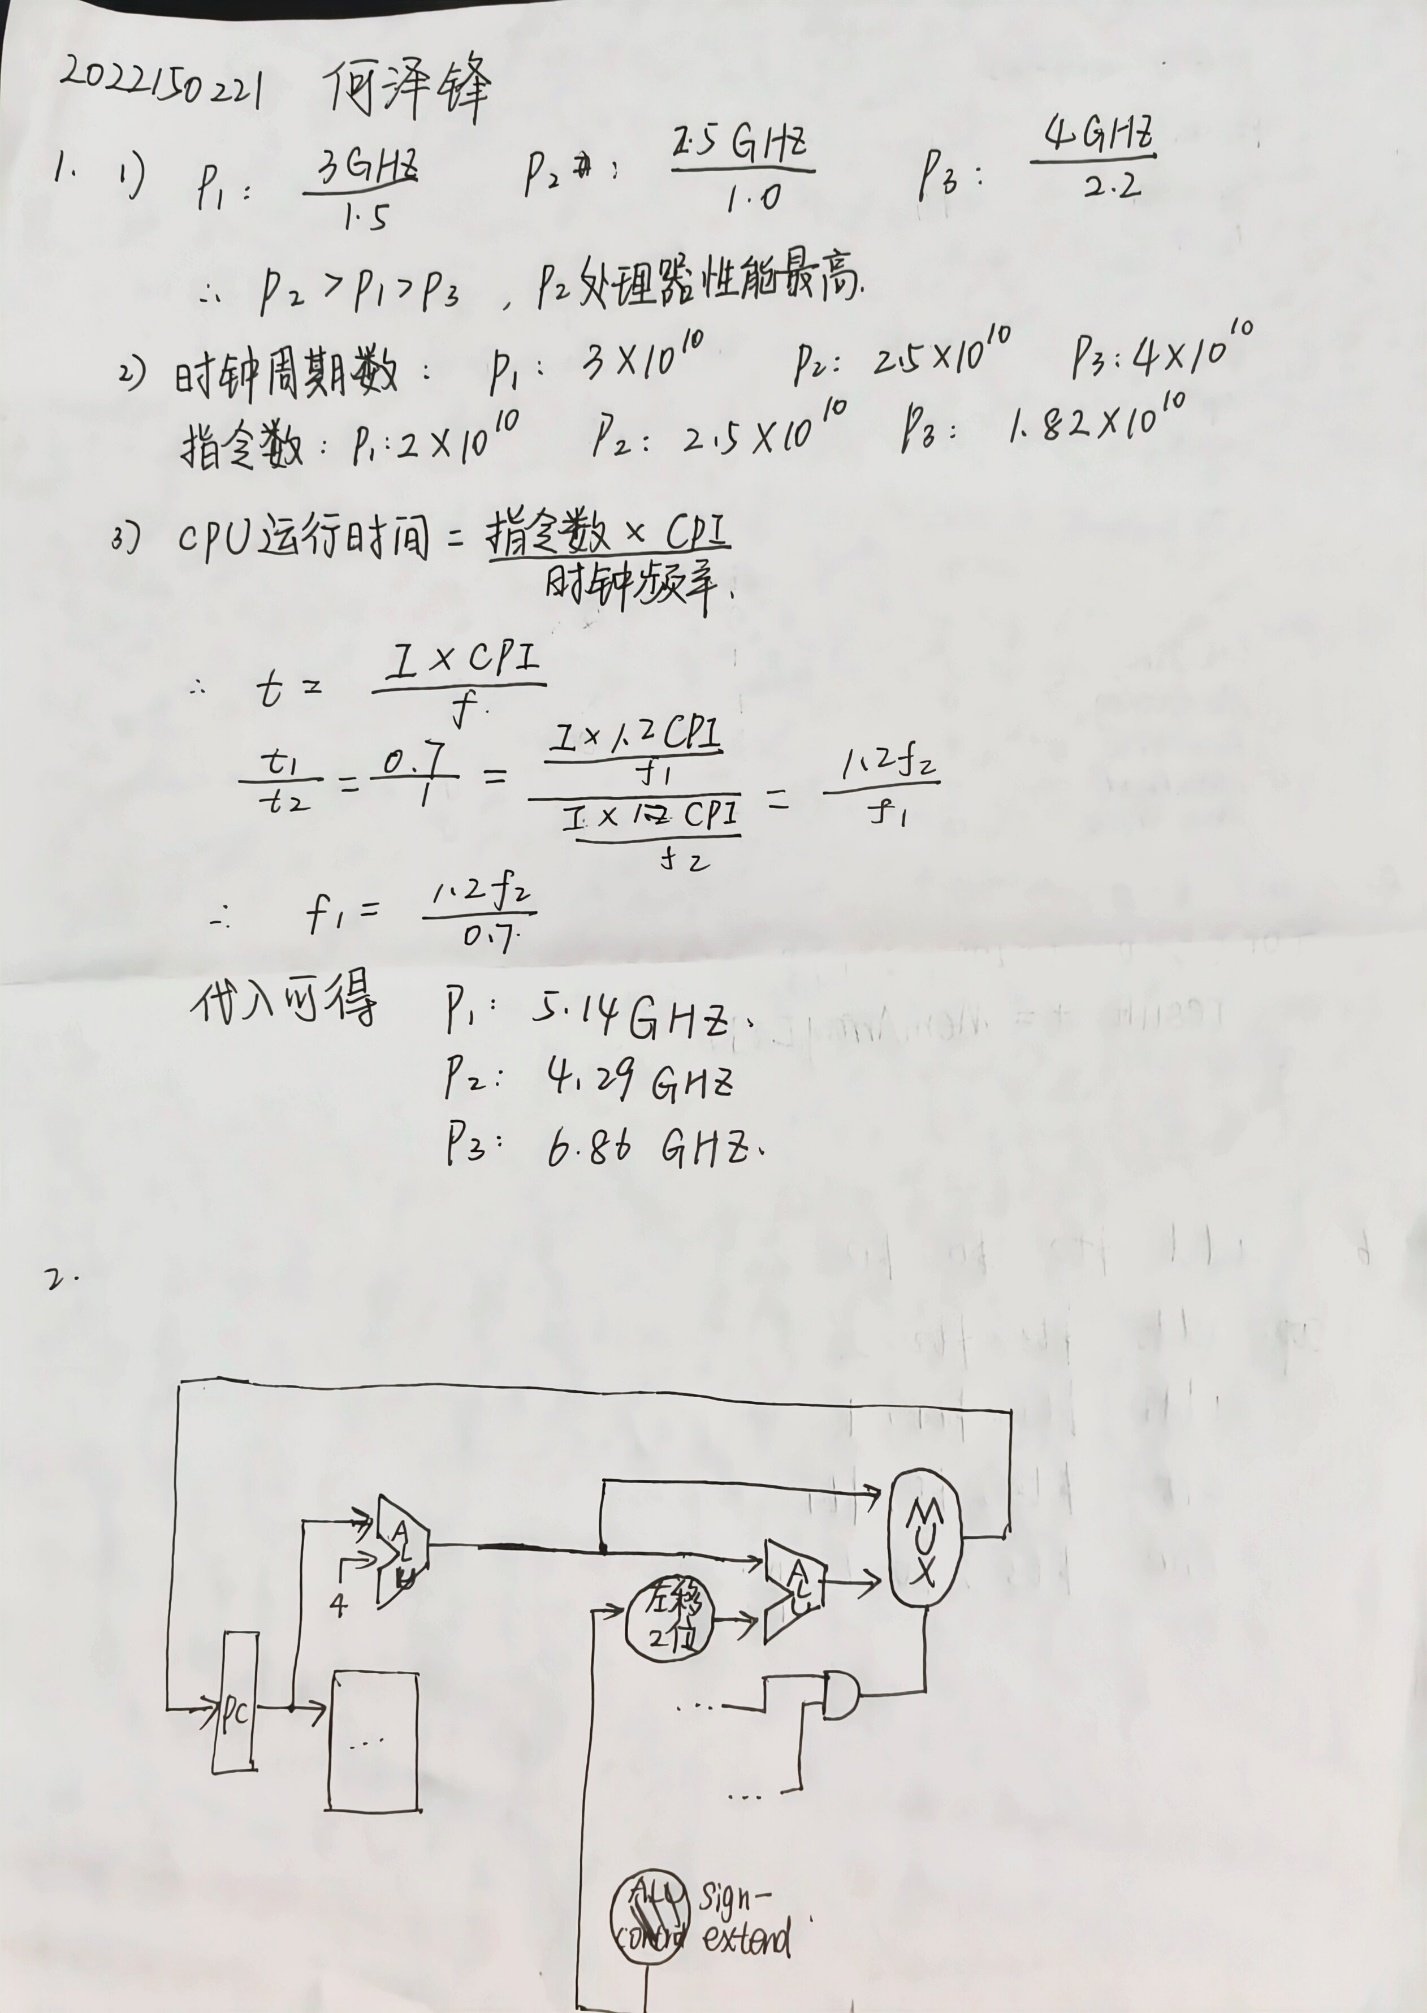 2022150221 何泽锋
1. 1) P1: 3GHz/1.5 P2: 2.5GHz/1.0 P3: 4GHz/2.2
∴ P2 > P1 > P3 , P2处理器性能最高.
2) 时钟周期数: P1: 3×10^10 P2: 2.5×10^10 P3: 4×10^10
指令数: P1: 2×10^10 P2: 2.5×10^10 P3: 1.82×10^10
3) CPU运行时间 = 指令数 × CPI / 时钟频率.
∴ t = I × CPI / f.
t1/t2 = 0.7/1 = (I × 1.2CPI / f1) / (I × CPI / f2) = 1.2f2 / f1
∴ f1 = 1.2f2 / 0.7.
代入可得 P1: 5.14GHZ.
P2: 4.29 GHZ
P3: 6.86 GHZ.
2.
MUX
ALU
4
ALU
左移
2位
PC
...
...
...
Sign-
extend